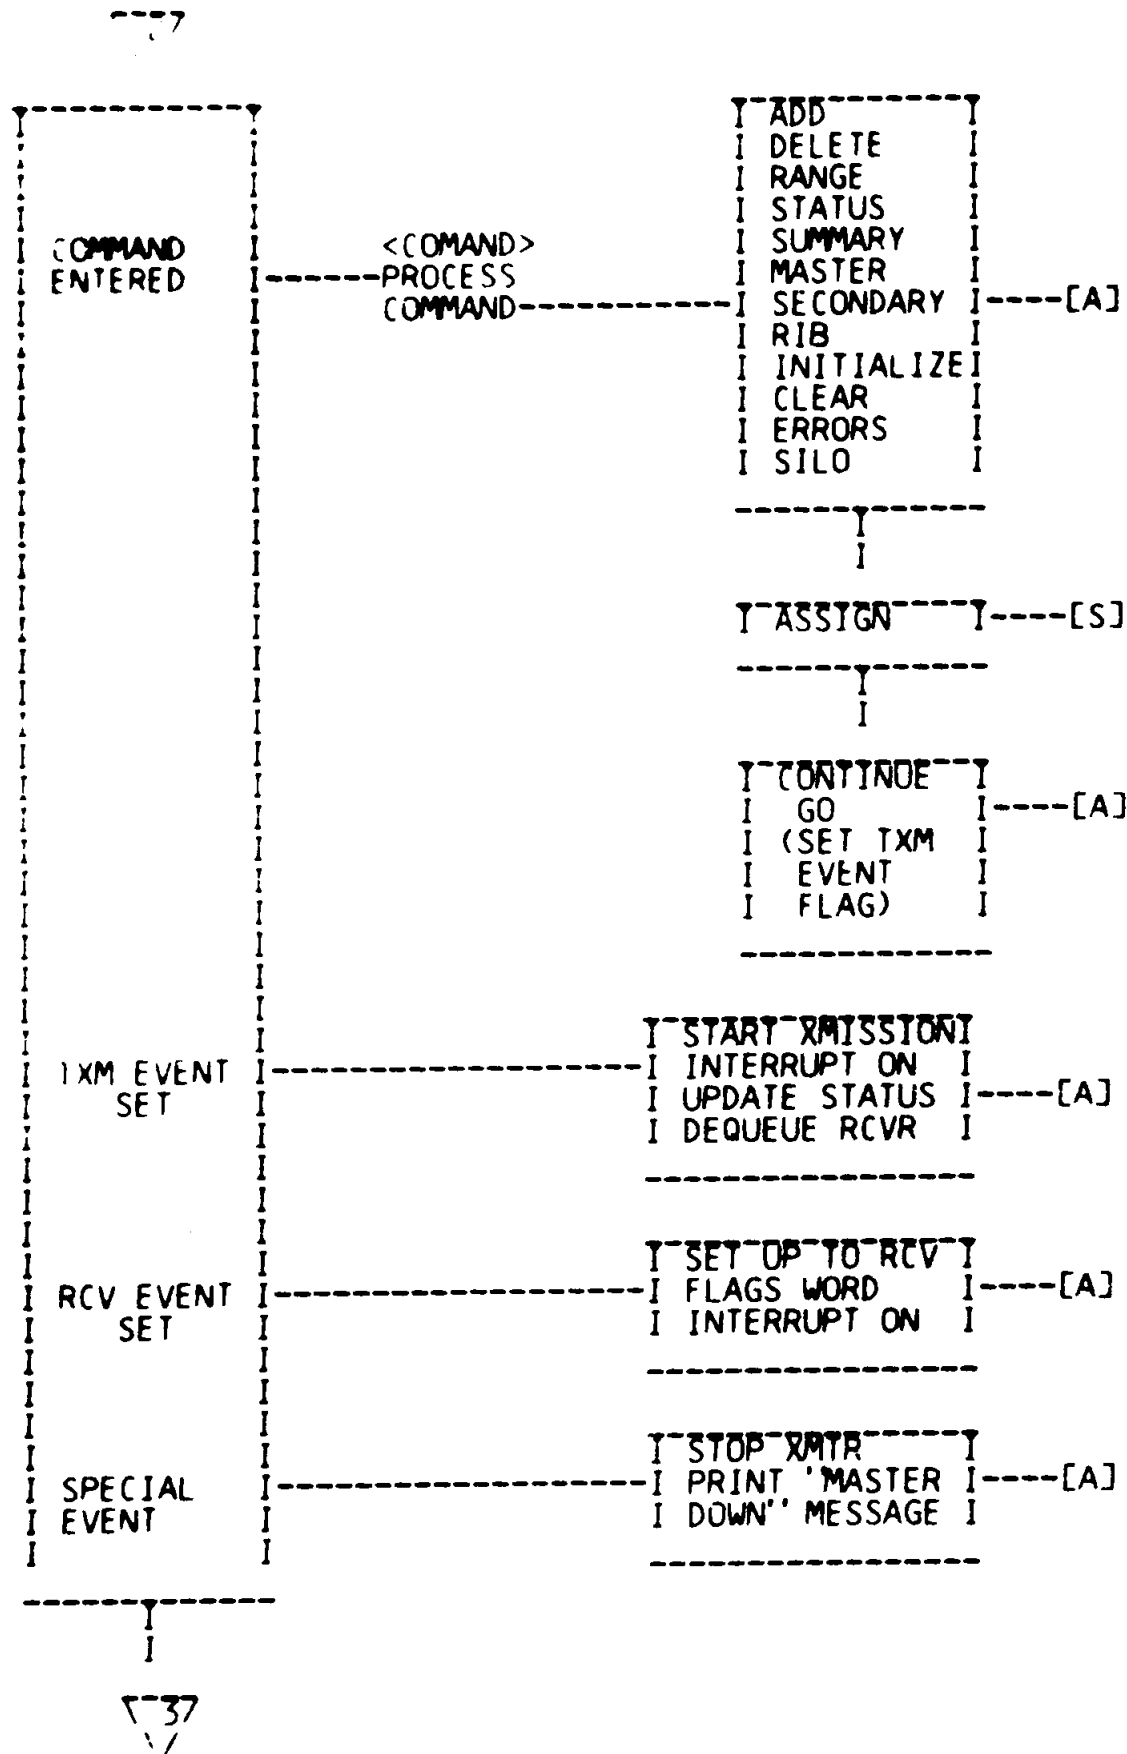 ADD
DELETE
RANGE
STATUS
COMMAND <COMAND> SUMMARY
ENTERED PROCESS MASTER
COMMAND SECONDARY [A]
RIB
INITIALIZE
CLEAR
ERRORS
SILO
ASSIGN [S]
CONTINUE
GO [A]
(SET TXM
EVENT
FLAG)
START XMISSION
TXM EVENT INTERRUPT ON
SET UPDATE STATUS [A]
DEQUEUE RCVR
SET UP TO RCV
RCV EVENT FLAGS WORD [A]
SET INTERRUPT ON
STOP XMTR
SPECIAL PRINT ''MASTER [A]
EVENT DOWN'' MESSAGE
3